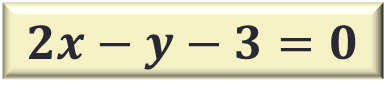 2x − y − 3 = 0